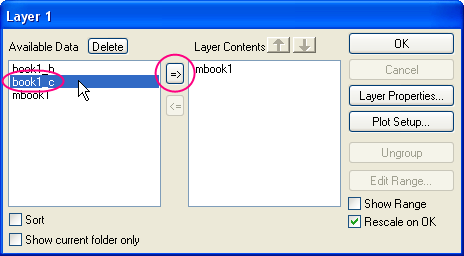 Layer 1
Available Data Delete Layer Contents OK
book1_b mbook1
book1_c =>
mbook1
<=
Cancel
Layer Properties...
Plot Setup...
Ungroup
Edit Range...
Show Range
Sort Rescale on OK
Show current folder only